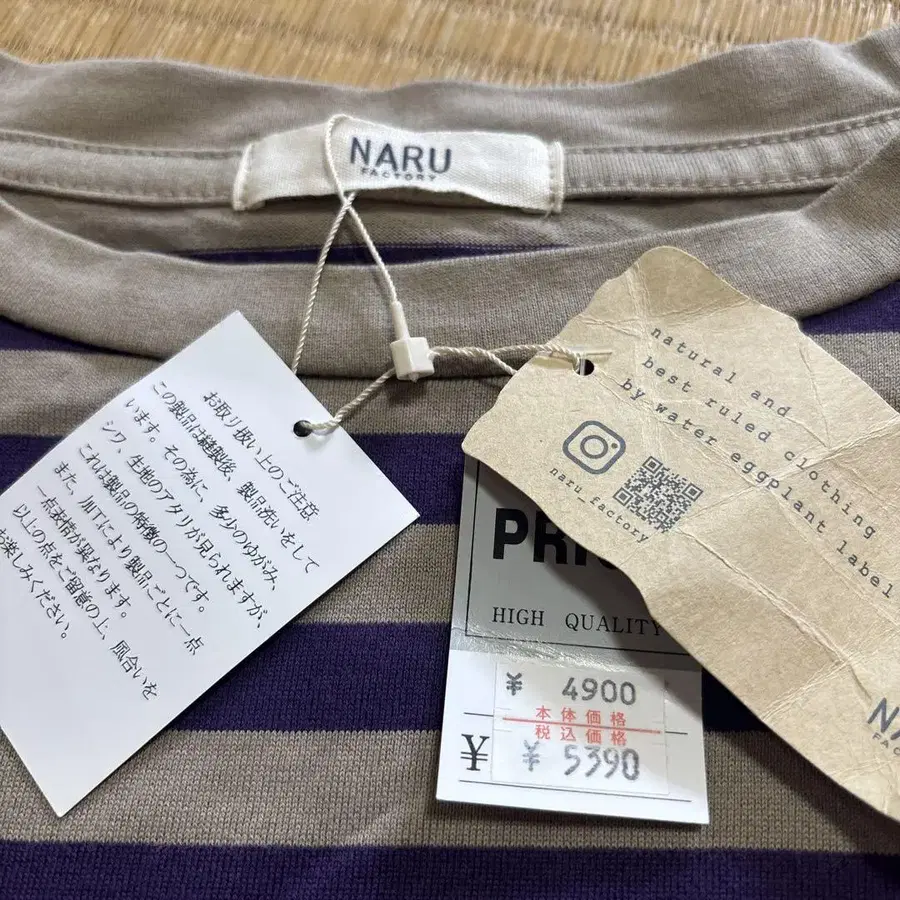 NARU
FACTORY
お取り扱い上のご注意
この製品は縫製後、製品洗いをして
います。その為に、多少のゆがみ、
シワ、生地のアタリが見られますが、
これは製品の特徴の一つです。
また、加工により製品ごとに一点
一点表情が異なります。
以上の点をご留意の上、風合いを
お楽しみください。
natural and
best ruled clothing
by water eggplant label
naru_factory
HIGH QUALITY
¥ 4900
本体価格
税込価格
¥ ¥ 5390